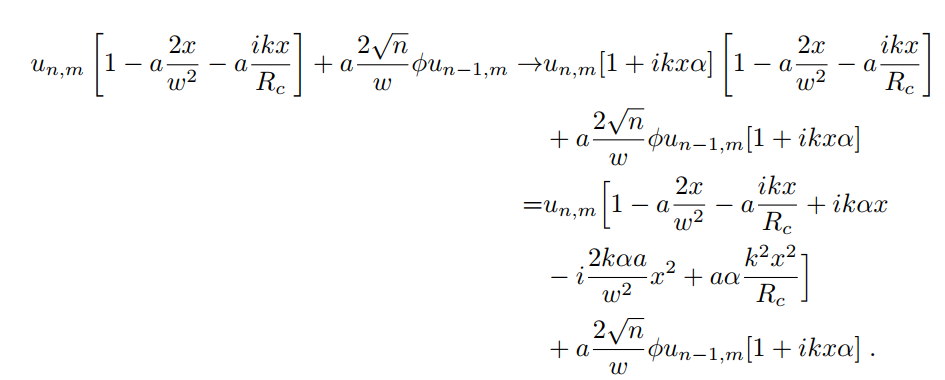 u_{n,m} \left[ 1 - a\frac{2x}{w^2} - a\frac{ikx}{R_c} \right] + a\frac{2\sqrt{n}}{w}\phi u_{n-1,m} \rightarrow u_{n,m}[1 + ikx\alpha] \left[ 1 - a\frac{2x}{w^2} - a\frac{ikx}{R_c} \right]
+ a\frac{2\sqrt{n}}{w}\phi u_{n-1,m}[1 + ikx\alpha]
= u_{n,m} \Big[ 1 - a\frac{2x}{w^2} - a\frac{ikx}{R_c} + ik\alpha x
- i\frac{2k\alpha a}{w^2}x^2 + a\alpha\frac{k^2x^2}{R_c} \Big]
+ a\frac{2\sqrt{n}}{w}\phi u_{n-1,m}[1 + ikx\alpha] .